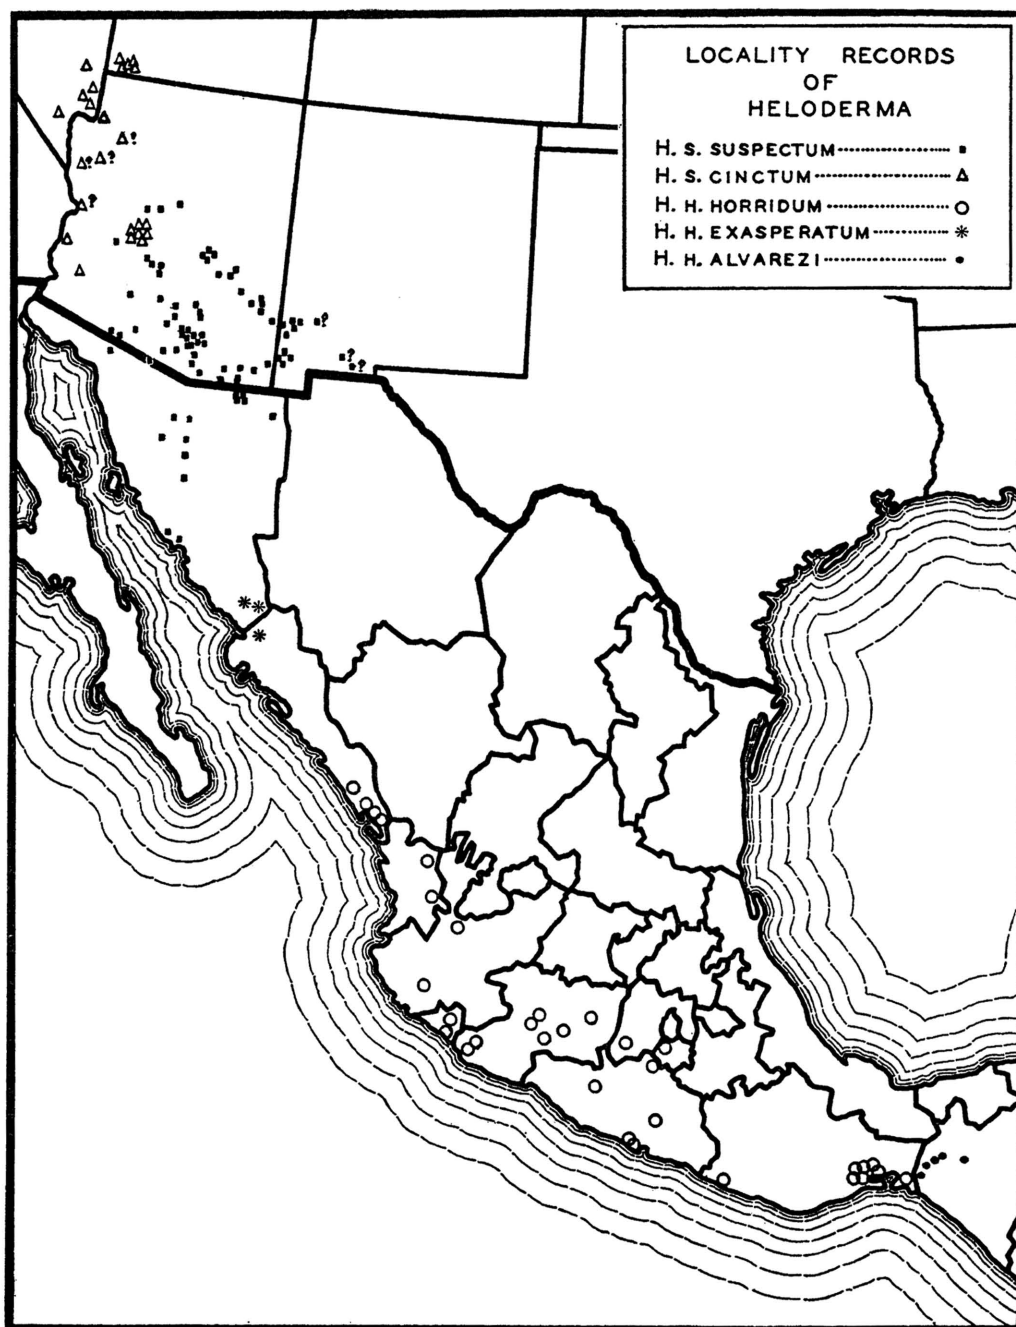 LOCALITY RECORDS
OF
HELODERMA
H. S. SUSPECTUM
H. S. CINCTUM
H. H. HORRIDUM
H. H. EXASPERATUM
H. H. ALVAREZI
?
? ?
?
?
?
?